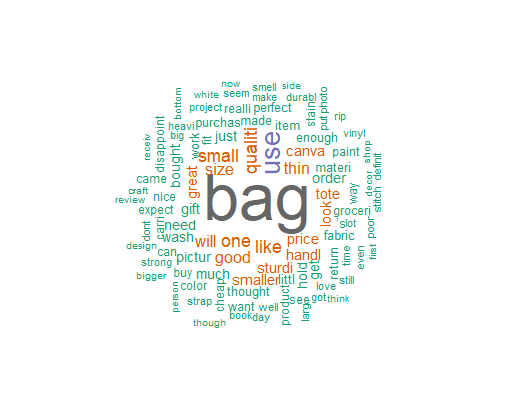 now smell side
white seem make durabl
bottom project realli perfect stain put photo
heavi purchas made item rip
big just enough vinyl
receiv disappoint bought work fit small qualiti use canva paint shop
came great size thin materi way decor definit
craft nice bag order stitch
review expect gift tote
carri need look groceri poor
dont wash will one like price slot
design can good handl fabric
strong pictur sturdi return time even first
bigger buy much smaller littl hold get still
person color cheap thought love
strap want well product see got think
book day larg
though